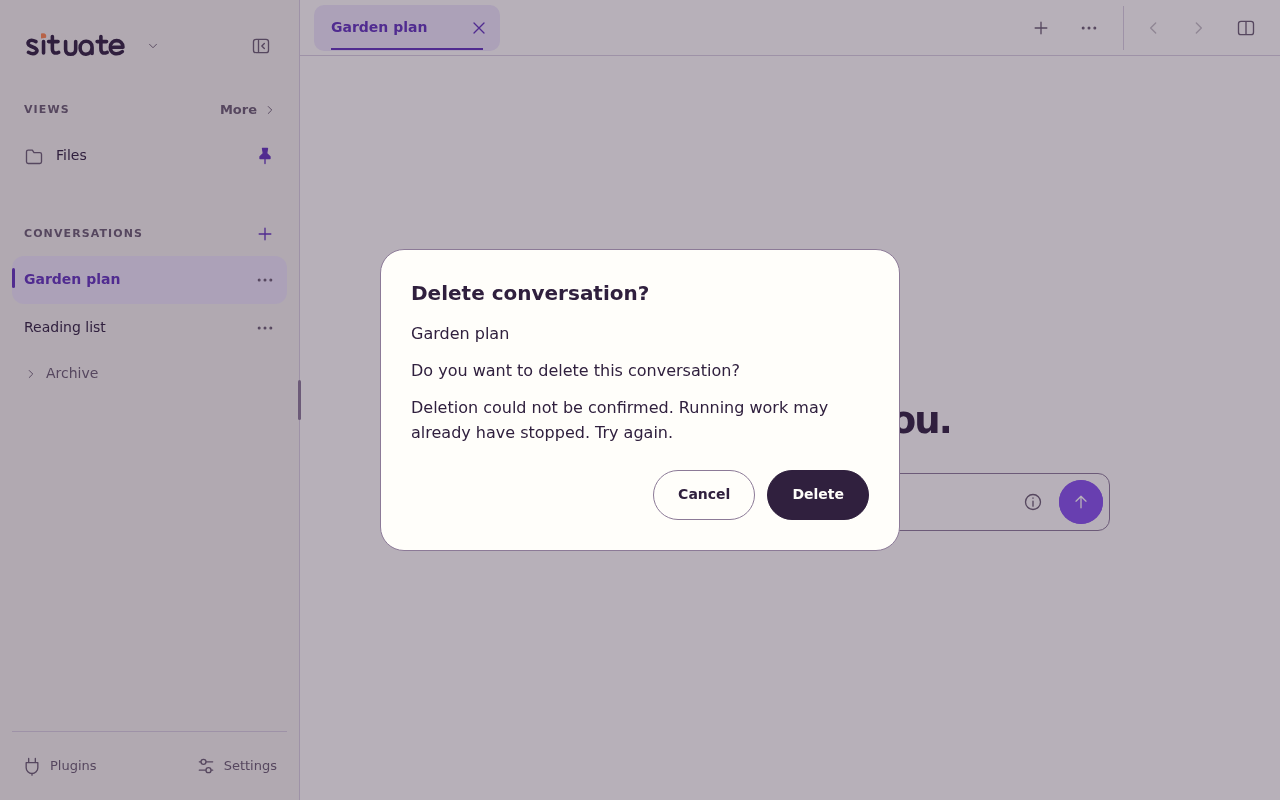 situate
Garden plan
VIEWS
More
Files
CONVERSATIONS
Garden plan
Reading list
Archive
Delete conversation?
Garden plan
Do you want to delete this conversation?
Deletion could not be confirmed. Running work may
already have stopped. Try again.
Cancel
Delete
Plugins
Settings